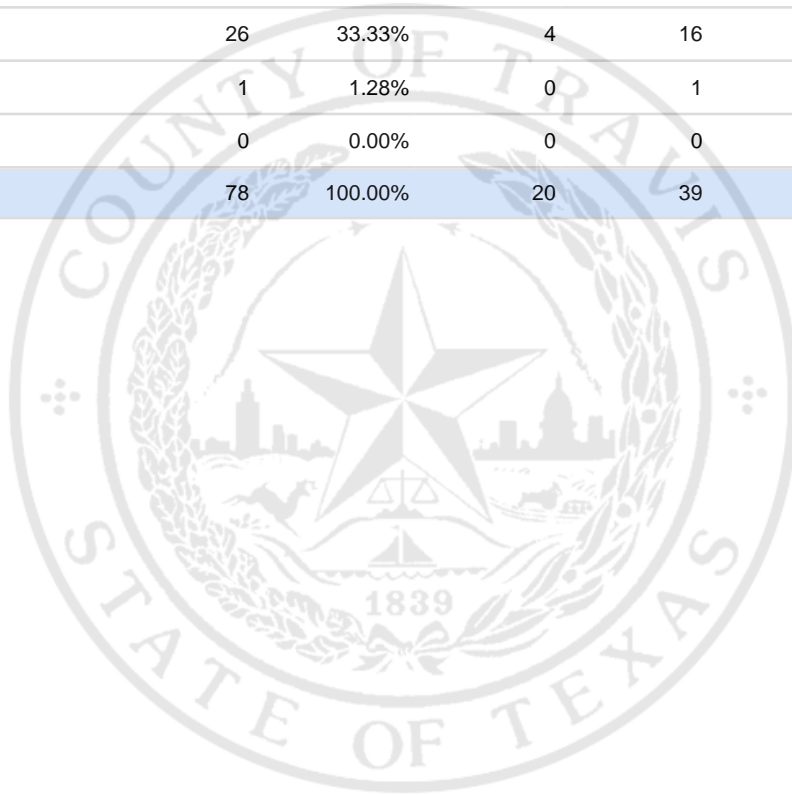 26 33.33% 4 16
1 1.28% 0 1
0 0.00% 0 0
78 100.00% 20 39
COUNTY OF TRAVIS
1839
STATE OF TEXAS